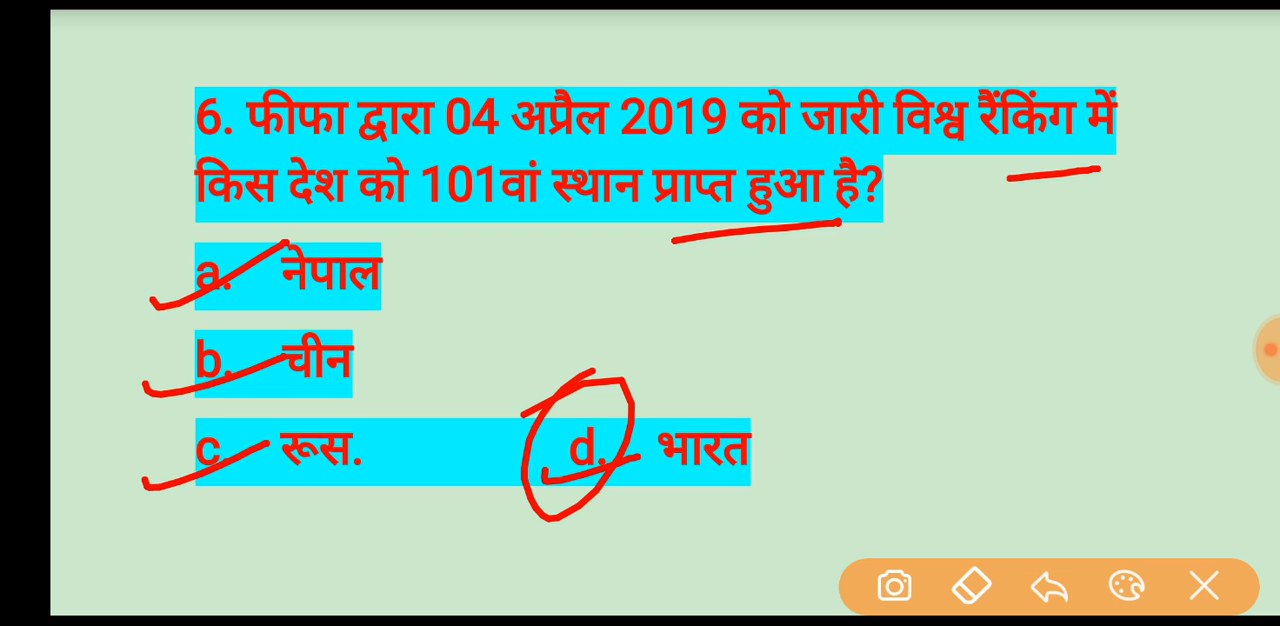 6. फीफा द्वारा 04 अप्रैल 2019 को जारी विश्व रैंकिंग में
किस देश को 101वां स्थान प्राप्त हुआ है?
a. नेपाल
b. चीन
c. रूस. d. भारत